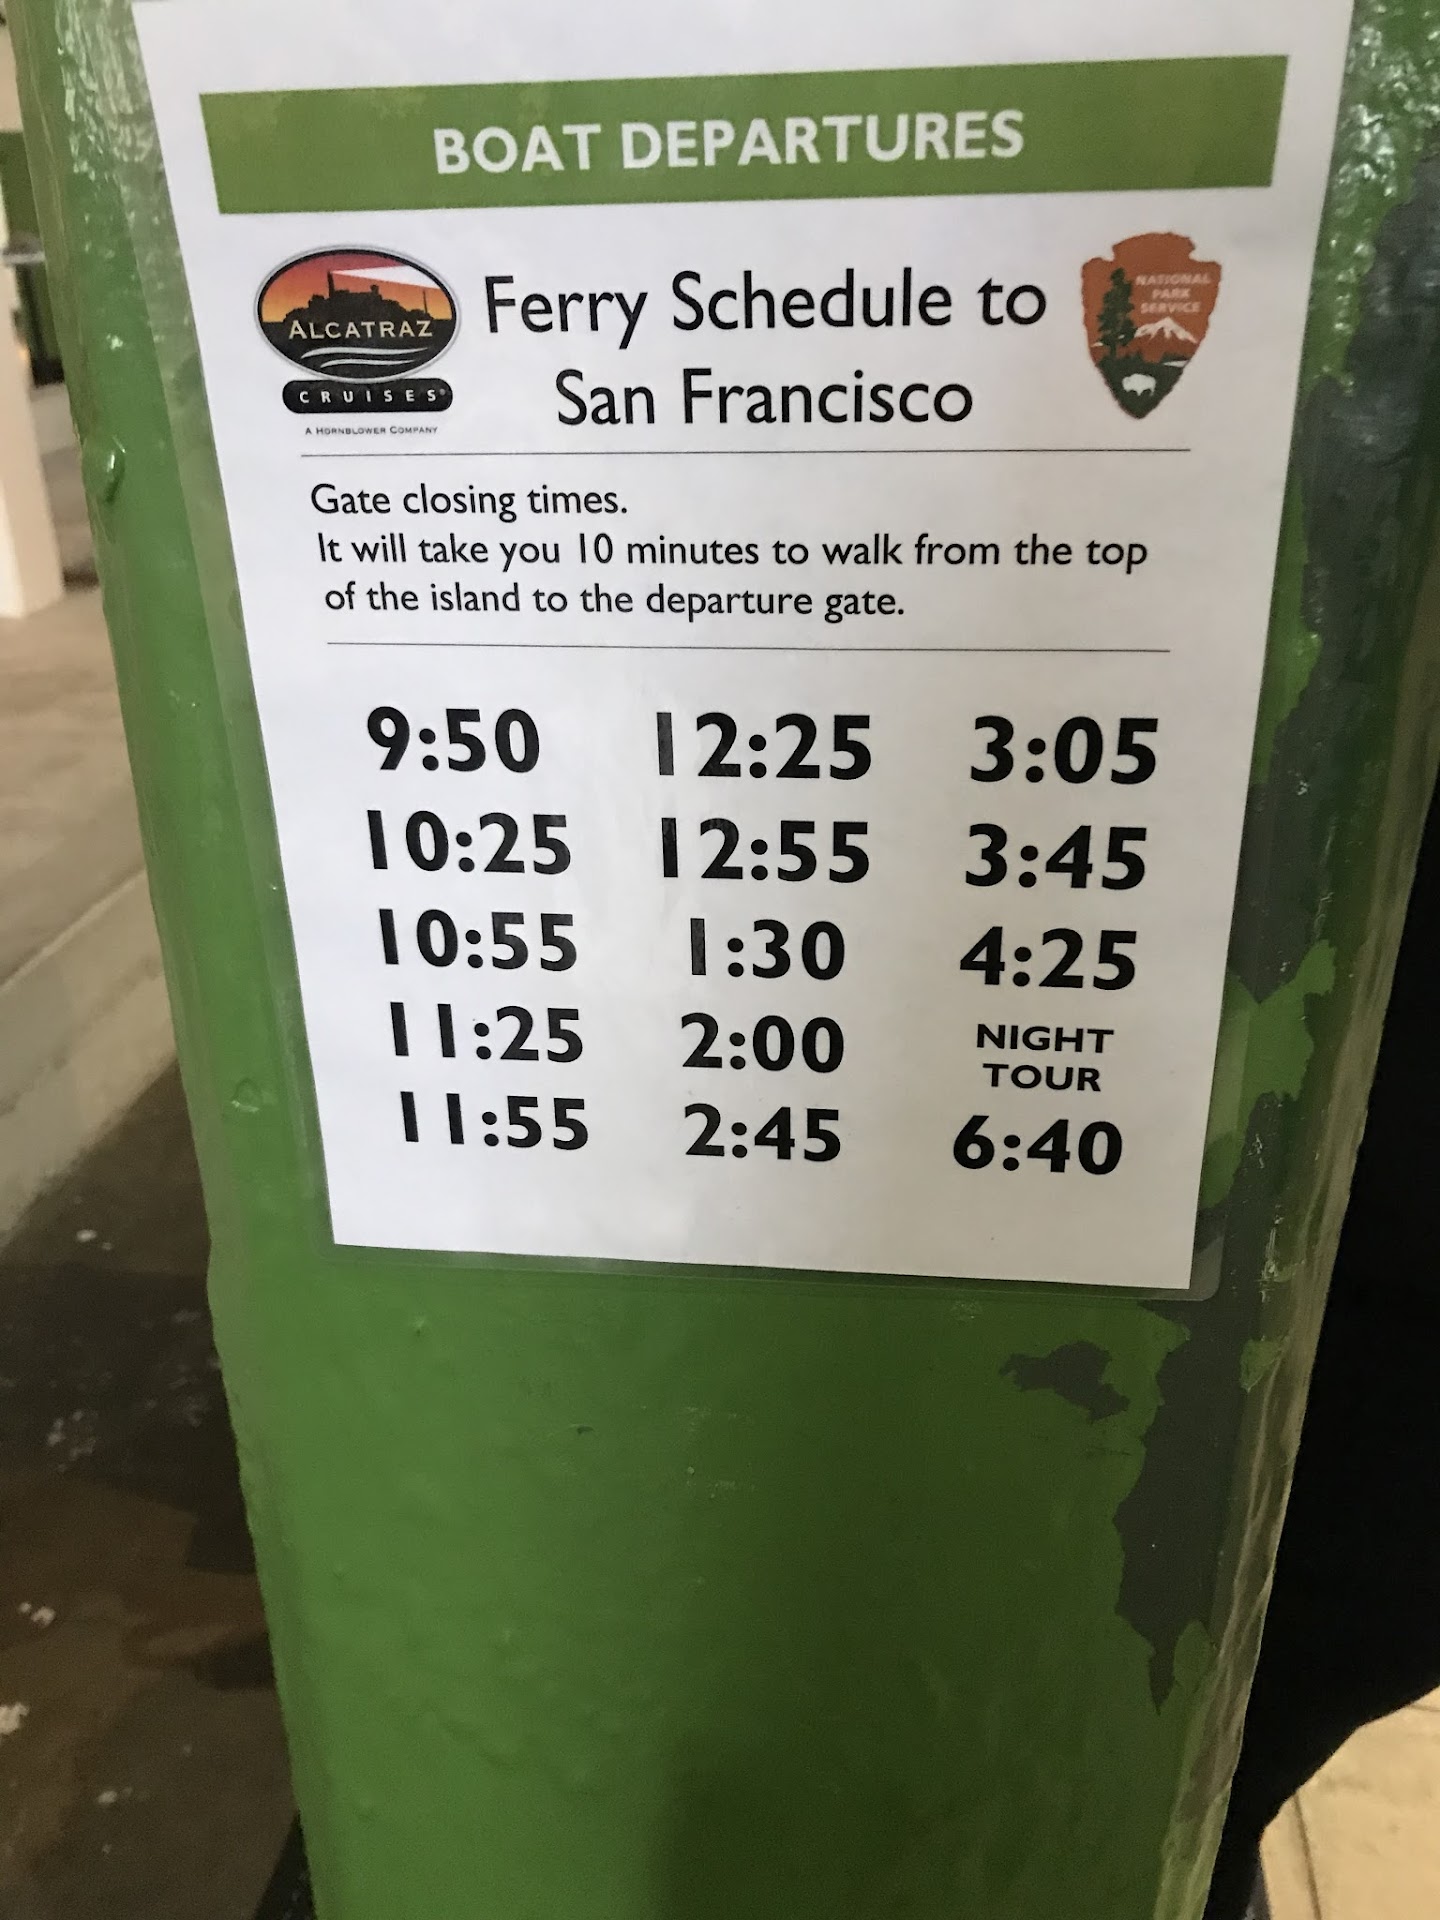 BOAT DEPARTURES
ALCATRAZ
CRUISES®
A HORNBLOWER COMPANY
Ferry Schedule to
San Francisco
NATIONAL
PARK
SERVICE
Gate closing times.
It will take you 10 minutes to walk from the top
of the island to the departure gate.
9:50 12:25 3:05
10:25 12:55 3:45
10:55 1:30 4:25
11:25 2:00 NIGHT
TOUR
11:55 2:45 6:40